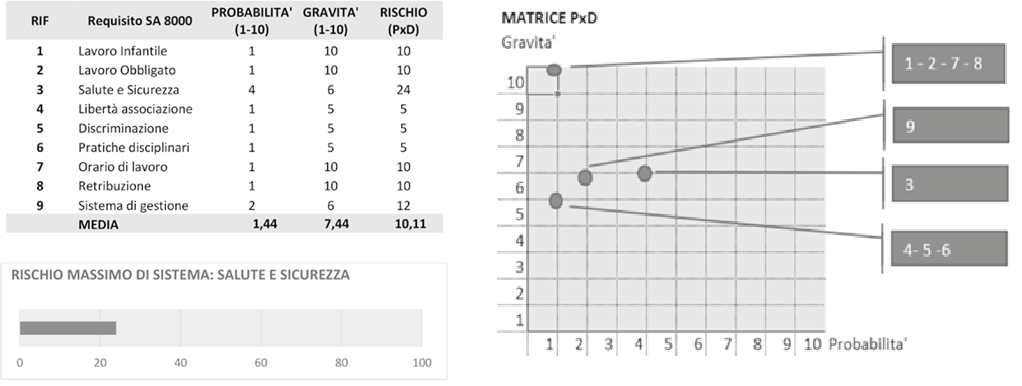 RIF Requisito SA 8000 PROBABILITA' (1-10) GRAVITA' (1-10) RISCHIO (PxD)
1 Lavoro Infantile 1 10 10
2 Lavoro Obbligato 1 10 10
3 Salute e Sicurezza 4 6 24
4 Libertà associazione 1 5 5
5 Discriminazione 1 5 5
6 Pratiche disciplinari 1 5 5
7 Orario di lavoro 1 10 10
8 Retribuzione 1 10 10
9 Sistema di gestione 2 6 12
MEDIA 1,44 7,44 10,11
RISCHIO MASSIMO DI SISTEMA: SALUTE E SICUREZZA
0 20 40 60 80 100
MATRICE PxD
Gravita'
10
9
8
7
6
5
4
3
2
1
1 2 3 4 5 6 7 8 9 10 Probabilita'
1 - 2 - 7 - 8
9
3
4- 5 -6